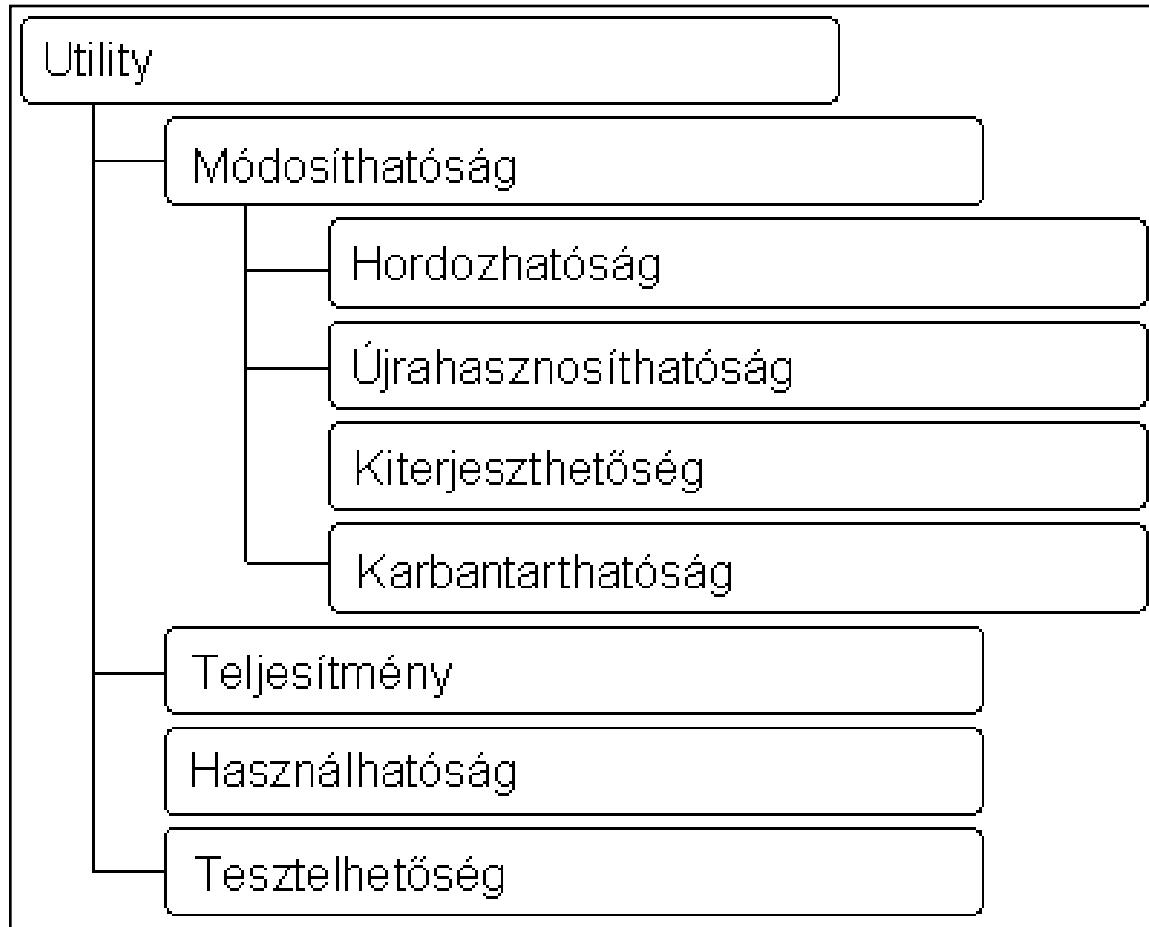 Utility
Módosíthatóság
Hordozhatóság
Újrahasznosíthatóság
Kiterjeszthetőség
Karbantarthatóság
Teljesítmény
Használhatóság
Tesztelhetőség